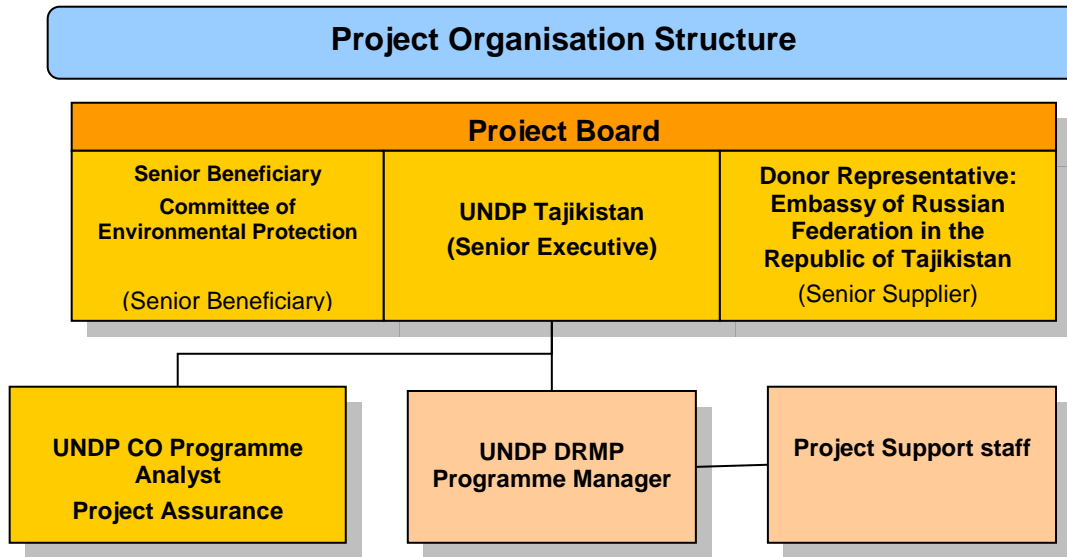 Project Organisation Structure
Project Board
Senior Beneficiary
Committee of
Environmental Protection
(Senior Beneficiary)
UNDP Tajikistan
(Senior Executive)
Donor Representative:
Embassy of Russian
Federation in the
Republic of Tajikistan
(Senior Supplier)
UNDP CO Programme
Analyst
Project Assurance
UNDP DRMP
Programme Manager
Project Support staff